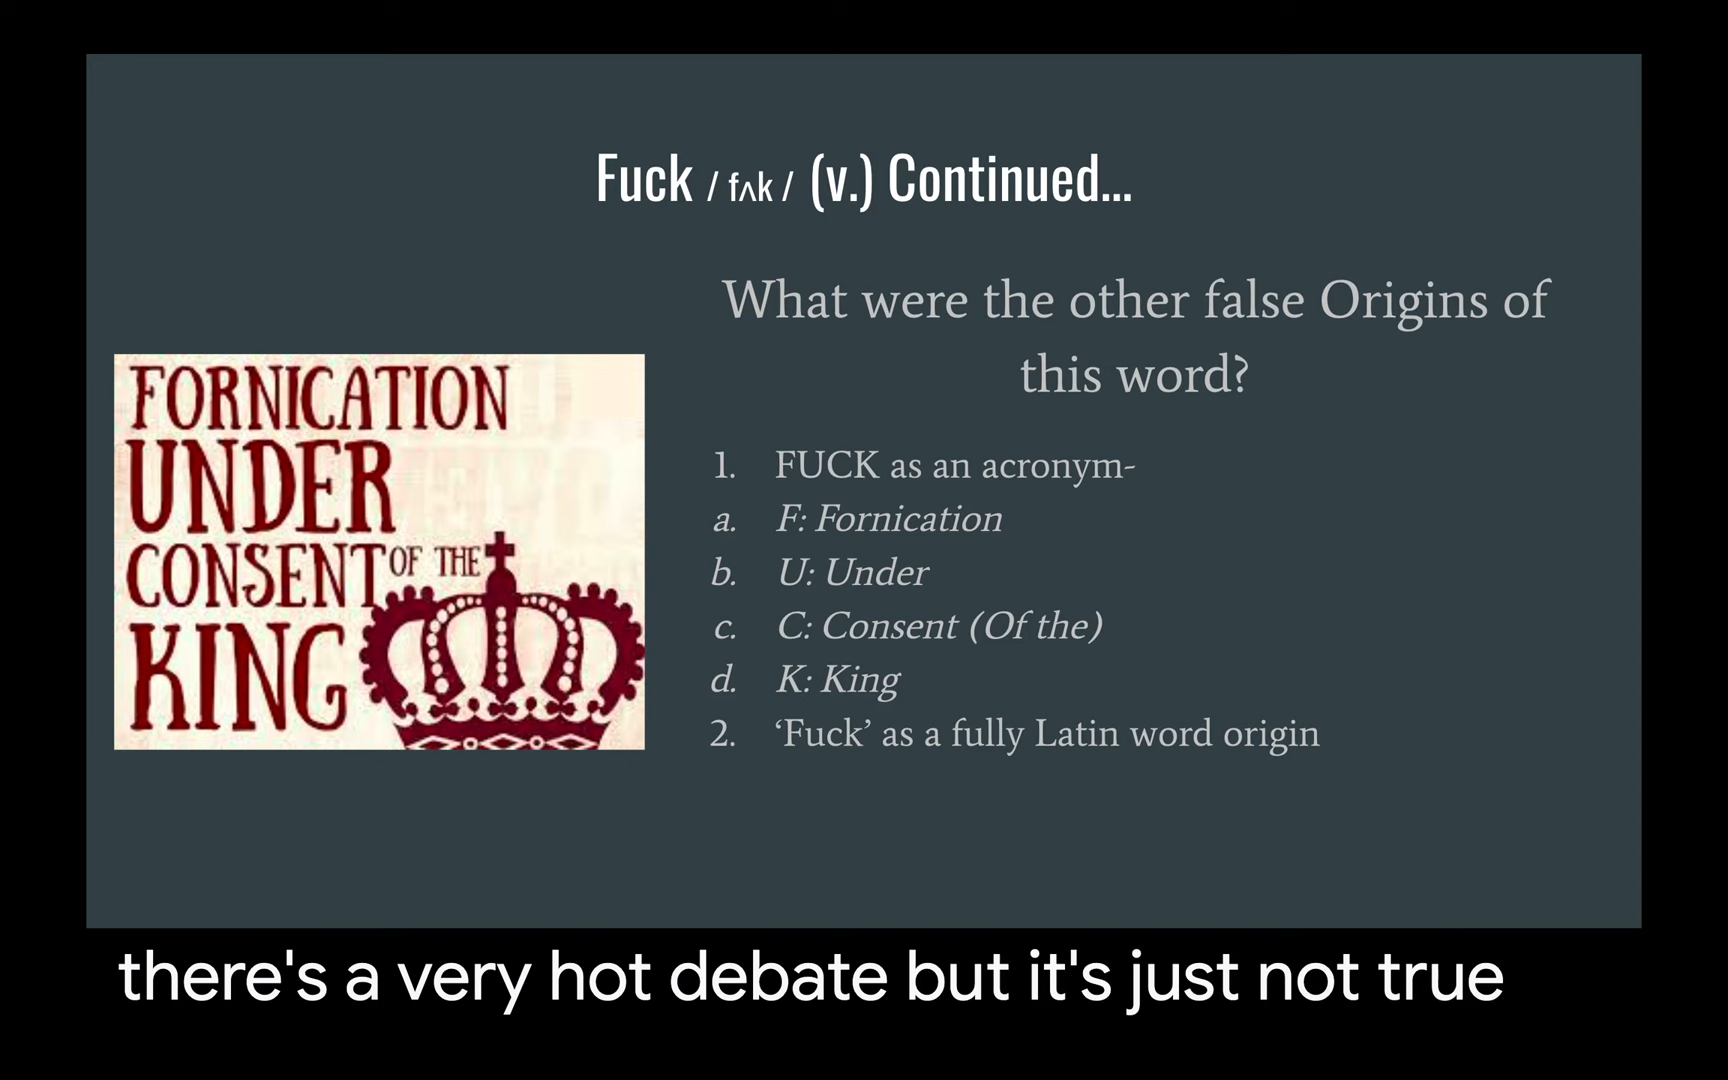 Fuck / fʌk / (v.) Continued...
FORNICATION
UNDER
CONSENT OF THE
KING
What were the other false Origins of
this word?
1. FUCK as an acronym-
a. F: Fornication
b. U: Under
c. C: Consent (Of the)
d. K: King
2. ‘Fuck’ as a fully Latin word origin
there's a very hot debate but it's just not true